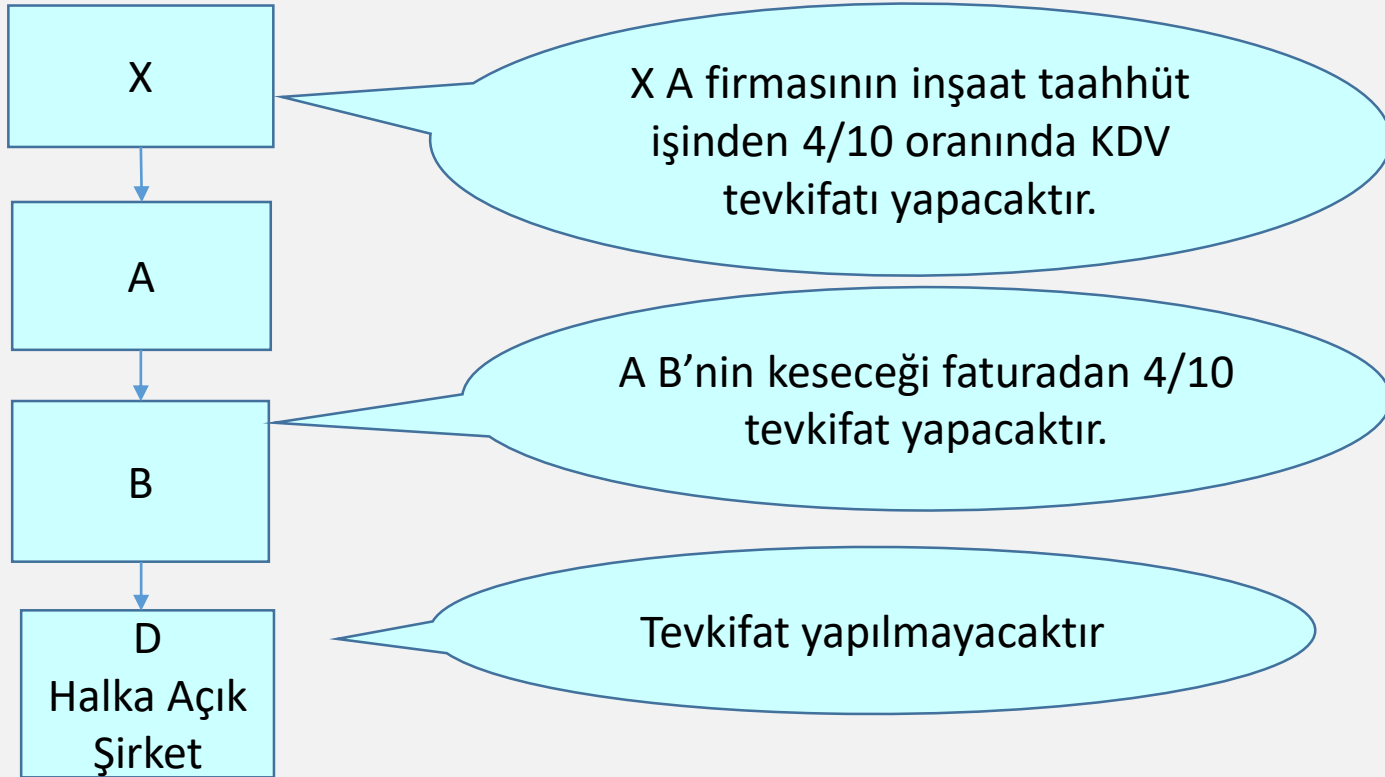 X
X A firmasının inşaat taahhüt
işinden 4/10 oranında KDV
tevkifatı yapacaktır.
A
A B’nin keseceği faturadan 4/10
tevkifat yapacaktır.
B
D
Halka Açık
Şirket
Tevkifat yapılmayacaktır